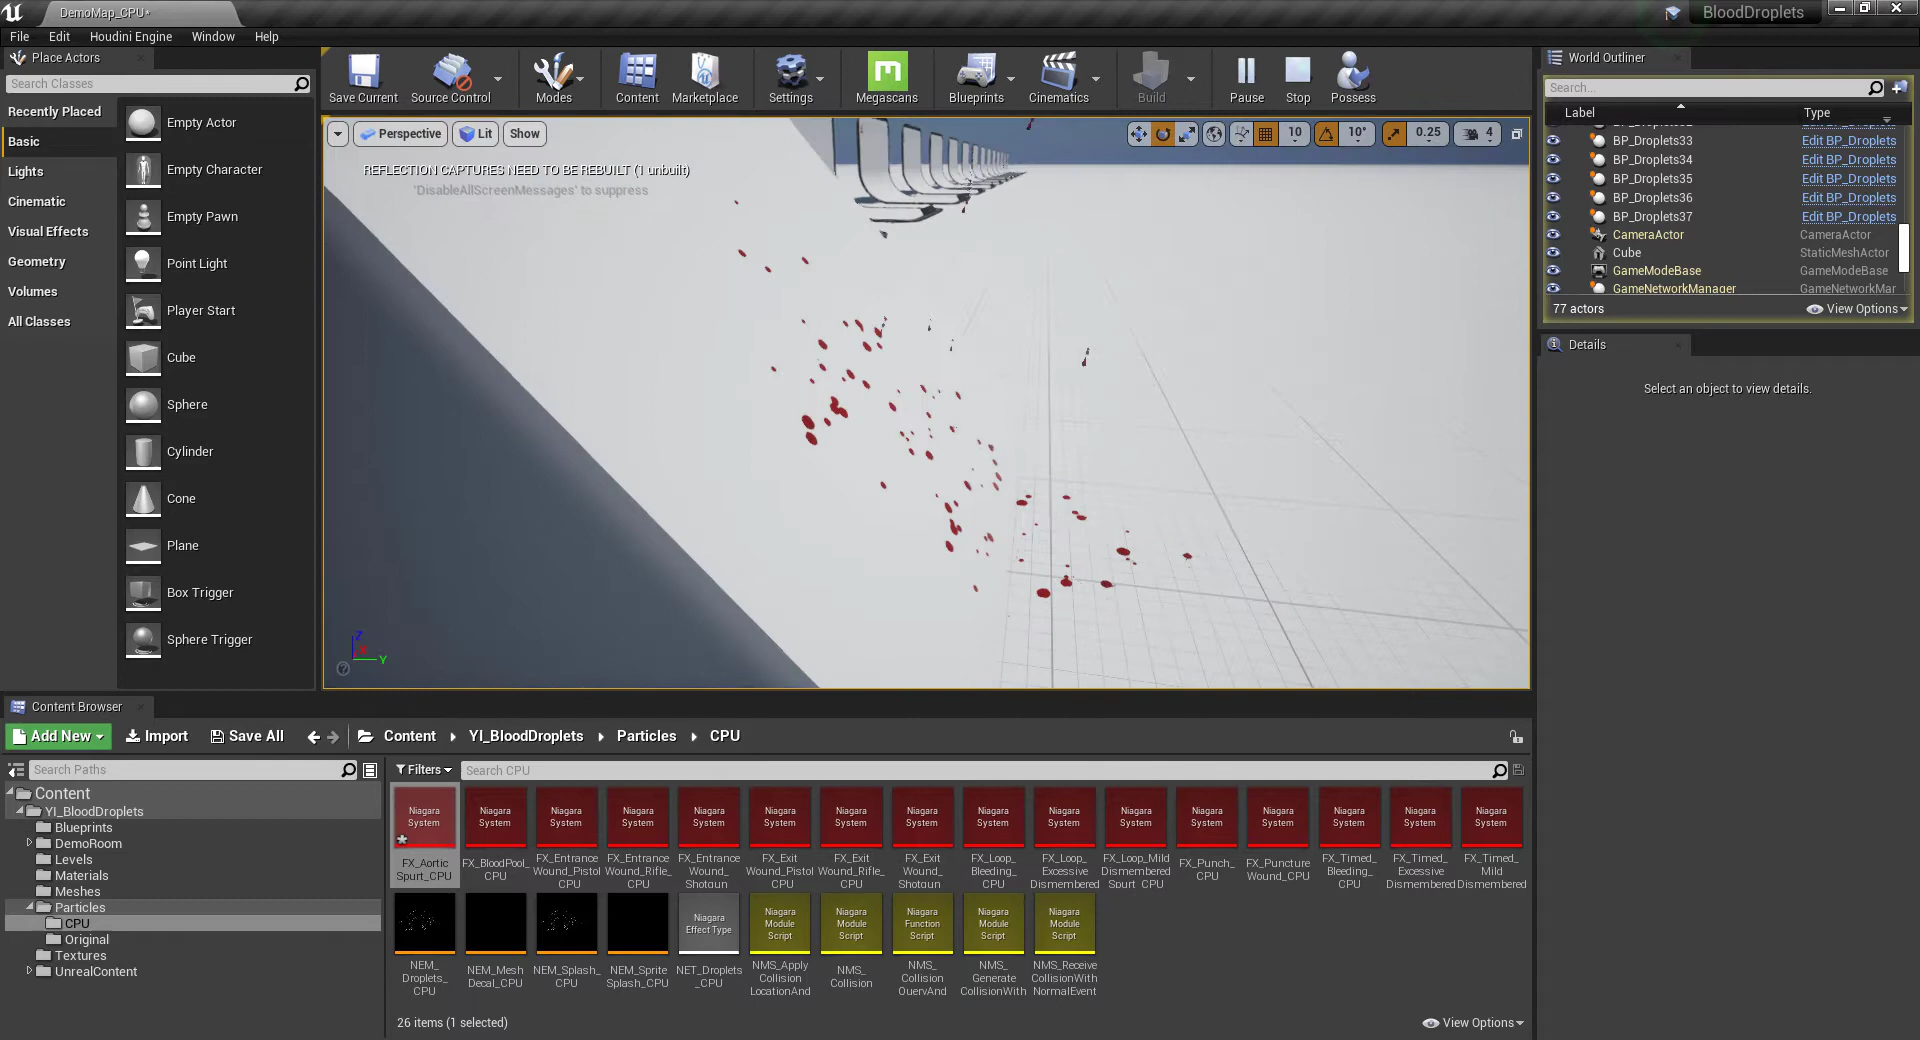 DemoMap_CPU*
BloodDroplets
File Edit Houdini Engine Window Help
Place Actors
Search Classes
Recently Placed
Basic
Lights
Cinematic
Visual Effects
Geometry
Volumes
All Classes
Empty Actor
Empty Character
Empty Pawn
Point Light
Player Start
Cube
Sphere
Cylinder
Cone
Plane
Box Trigger
Sphere Trigger
Save Current
Source Control
Modes
Content
Marketplace
Settings
Megascans
Blueprints
Cinematics
Build
Pause
Stop
Possess
Perspective
Lit
Show
10
10°
0.25
4
REFLECTION CAPTURES NEED TO BE REBUILT (1 unbuilt)
'DisableAllScreenMessages' to suppress
Z
X
Y
World Outliner
Search...
Label Type
BP_Droplets33 Edit BP_Droplets
BP_Droplets34 Edit BP_Droplets
BP_Droplets35 Edit BP_Droplets
BP_Droplets36 Edit BP_Droplets
BP_Droplets37 Edit BP_Droplets
CameraActor CameraActor
Cube StaticMeshActor
GameModeBase GameModeBase
GameNetworkManager GameNetworkMar
77 actors
View Options
Details
Select an object to view details.
Content Browser
Add New Import Save All Content YI_BloodDroplets Particles CPU
Search Paths
Content
YI_BloodDroplets
Blueprints
DemoRoom
Levels
Materials
Meshes
Particles
CPU
Original
Textures
UnrealContent
Filters
Search CPU
Niagara System
FX_Aortic Spurt_CPU
Niagara System
FX_BloodPool_ CPU
Niagara System
FX_Entrance Wound_Pistol CPU
Niagara System
FX_Entrance Wound_Rifle_ CPU
Niagara System
FX_Entrance Wound_ Shotgun
Niagara System
FX_Exit Wound_Pistol CPU
Niagara System
FX_Exit Wound_Rifle_ CPU
Niagara System
FX_Exit Wound_ Shotgun
Niagara System
FX_Loop_ Bleeding_ CPU
Niagara System
FX_Loop_ Excessive Dismembered
Niagara System
FX_Loop_Mild Dismembered Spurt_CPU
Niagara System
FX_Punch_ CPU
Niagara System
FX_Puncture Wound_CPU
Niagara System
FX_Timed_ Bleeding_ CPU
Niagara System
FX_Timed_ Excessive Dismembered
Niagara System
FX_Timed_ Mild Dismembered
NEM_ Droplets_ CPU
NEM_Mesh Decal_CPU
NEM_Splash_ CPU
NEM_Sprite Splash_CPU
Niagara Effect Type
NET_Droplets _CPU
Niagara Module Script
NMS_Apply Collision LocationAnd
Niagara Module Script
NMS_ Collision
Niagara Function Script
NMS_ Collision QueryAnd
Niagara Module Script
NMS_ Generate CollisionWith
Niagara Module Script
NMS_Receive CollisionWith NormalEvent
26 items (1 selected)
View Options